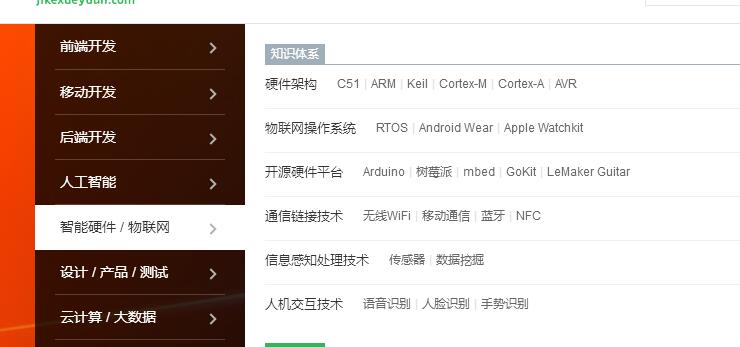 jikexueyuan.com
前端开发
移动开发
后端开发
人工智能
智能硬件 / 物联网
设计 / 产品 / 测试
云计算 / 大数据
知识体系
硬件架构 C51 | ARM | Keil | Cortex-M | Cortex-A | AVR
物联网操作系统 RTOS | Android Wear | Apple Watchkit
开源硬件平台 Arduino | 树莓派 | mbed | GoKit | LeMaker Guitar
通信链接技术 无线WiFi | 移动通信 | 蓝牙 | NFC
信息感知处理技术 传感器 | 数据挖掘
人机交互技术 语音识别 | 人脸识别 | 手势识别